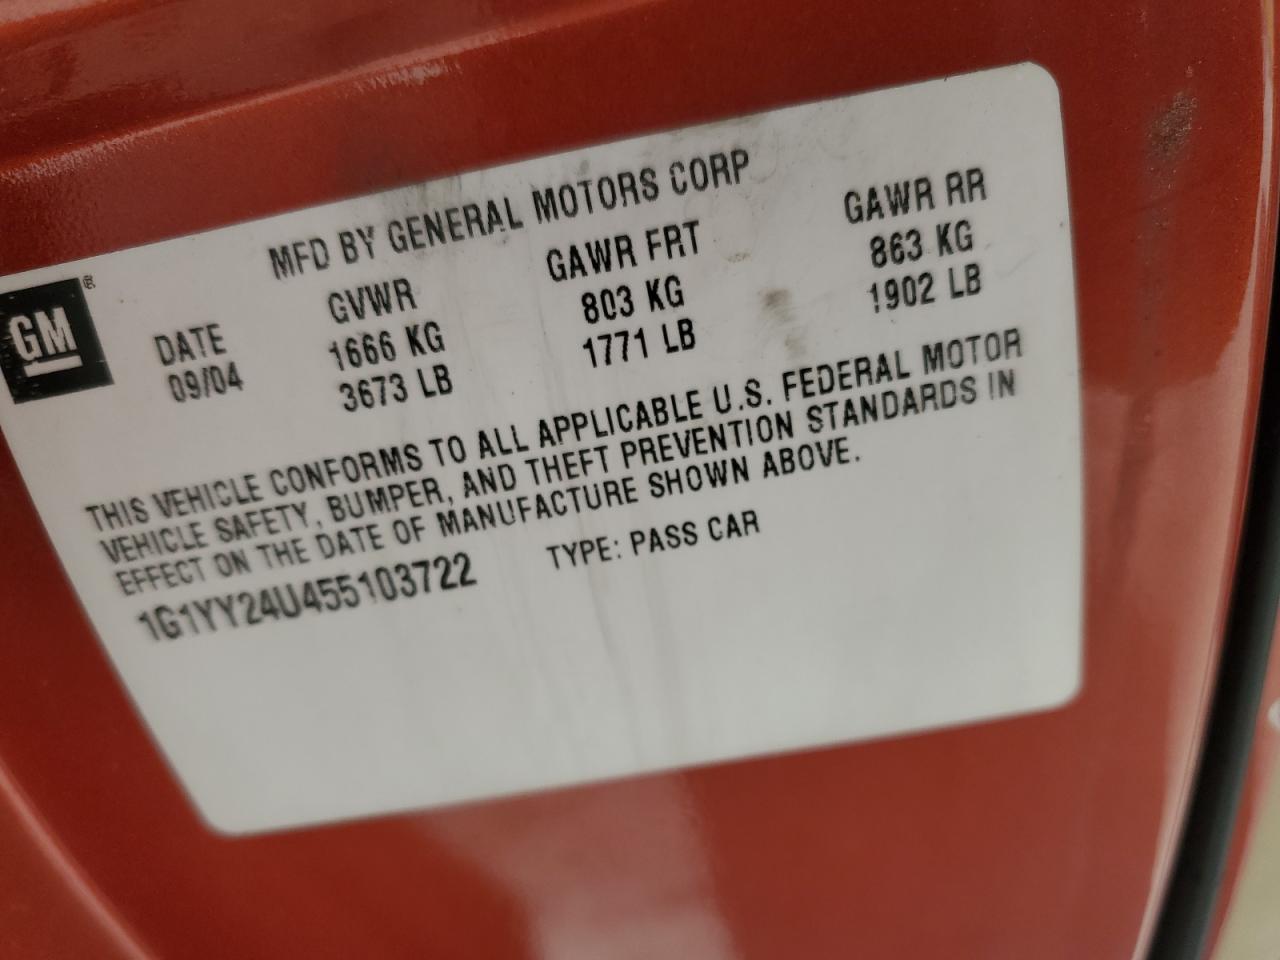 MFD BY GENERAL MOTORS CORP
GM®
DATE GVWR GAWR FRT GAWR RR
09/04 1666 KG 803 KG 863 KG
3673 LB 1771 LB 1902 LB
THIS VEHICLE CONFORMS TO ALL APPLICABLE U.S. FEDERAL MOTOR
VEHICLE SAFETY, BUMPER, AND THEFT PREVENTION STANDARDS IN
EFFECT ON THE DATE OF MANUFACTURE SHOWN ABOVE.
1G1YY24U455103722 TYPE: PASS CAR